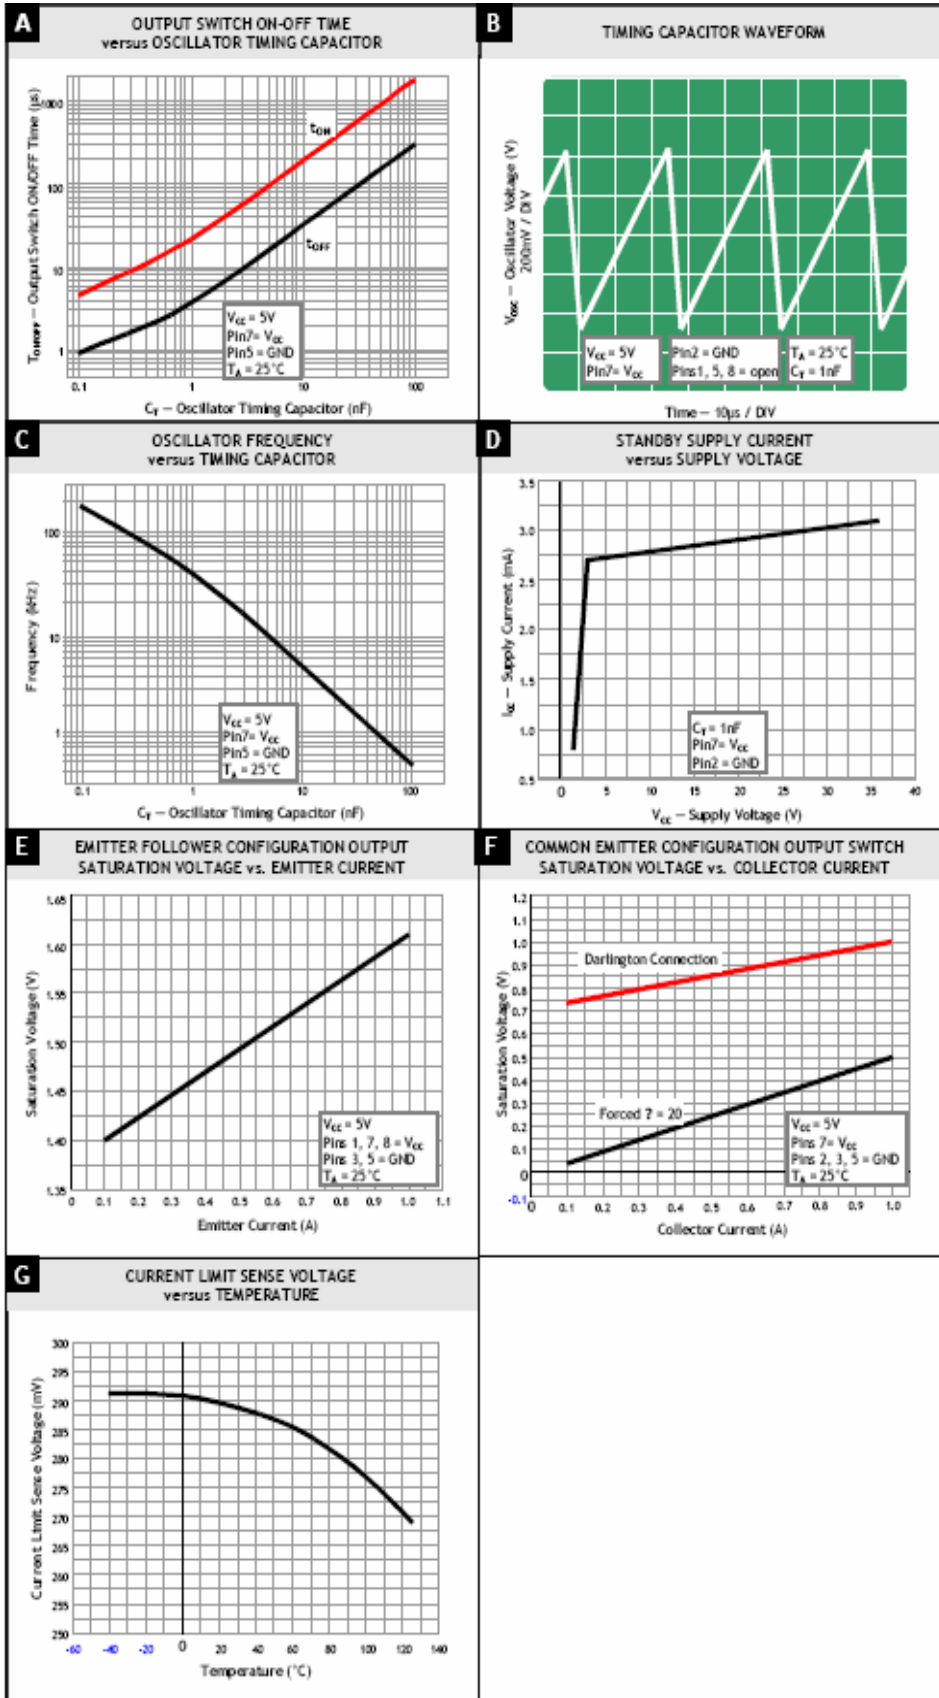 A
OUTPUT SWITCH ON-OFF TIME
versus OSCILLATOR TIMING CAPACITOR
TON/OFF — Output Switch ON/OFF Time (µs)
1000
100
10
1
tON
tOFF
VCC = 5V
Pin7= VCC
Pin5 = GND
TA = 25°C
0.1
1
10
100
CT — Oscillator Timing Capacitor (nF)
B
TIMING CAPACITOR WAVEFORM
VOSC — Oscillator Voltage (V)
200mV / DIV
VCC = 5V
Pin7= VCC
Pin2 = GND
Pins1, 5, 8 = open
TA = 25°C
CT = 1nF
Time — 10µs / DIV
C
OSCILLATOR FREQUENCY
versus TIMING CAPACITOR
Frequency (kHz)
100
10
1
VCC = 5V
Pin7= VCC
Pin5 = GND
TA = 25°C
0.1
1
10
100
CT — Oscillator Timing Capacitor (nF)
D
STANDBY SUPPLY CURRENT
versus SUPPLY VOLTAGE
ICC — Supply Current (mA)
3.5
3.0
2.5
2.0
1.5
1.0
0.5
CT = 1nF
Pin7= VCC
Pin2 = GND
0 5 10 15 20 25 30 35 40
VCC — Supply Voltage (V)
E
EMITTER FOLLOWER CONFIGURATION OUTPUT
SATURATION VOLTAGE vs. EMITTER CURRENT
Saturation Voltage (V)
1.65
1.60
1.55
1.50
1.45
1.40
1.35
VCC = 5V
Pins 1, 7, 8 = VCC
Pins 3, 5 = GND
TA = 25°C
0 0.1 0.2 0.3 0.4 0.5 0.6 0.7 0.8 0.9 1.0 1.1
Emitter Current (A)
F
COMMON EMITTER CONFIGURATION OUTPUT SWITCH
SATURATION VOLTAGE vs. COLLECTOR CURRENT
Saturation Voltage (V)
1.2
1.1
1.0
0.9
0.8
0.7
0.6
0.5
0.4
0.3
0.2
0.1
0
-0.1
Darlington Connection
Forced ? = 20
VCC = 5V
Pins 7= VCC
Pins 2, 3, 5 = GND
TA = 25°C
0 0.1 0.2 0.3 0.4 0.5 0.6 0.7 0.8 0.9 1.0
Collector Current (A)
G
CURRENT LIMIT SENSE VOLTAGE
versus TEMPERATURE
Current Limit Sense Voltage (mV)
300
295
290
285
280
275
270
265
260
255
250
-60 -40 -20 0 20 40 60 80 100 120 140
Temperature (°C)